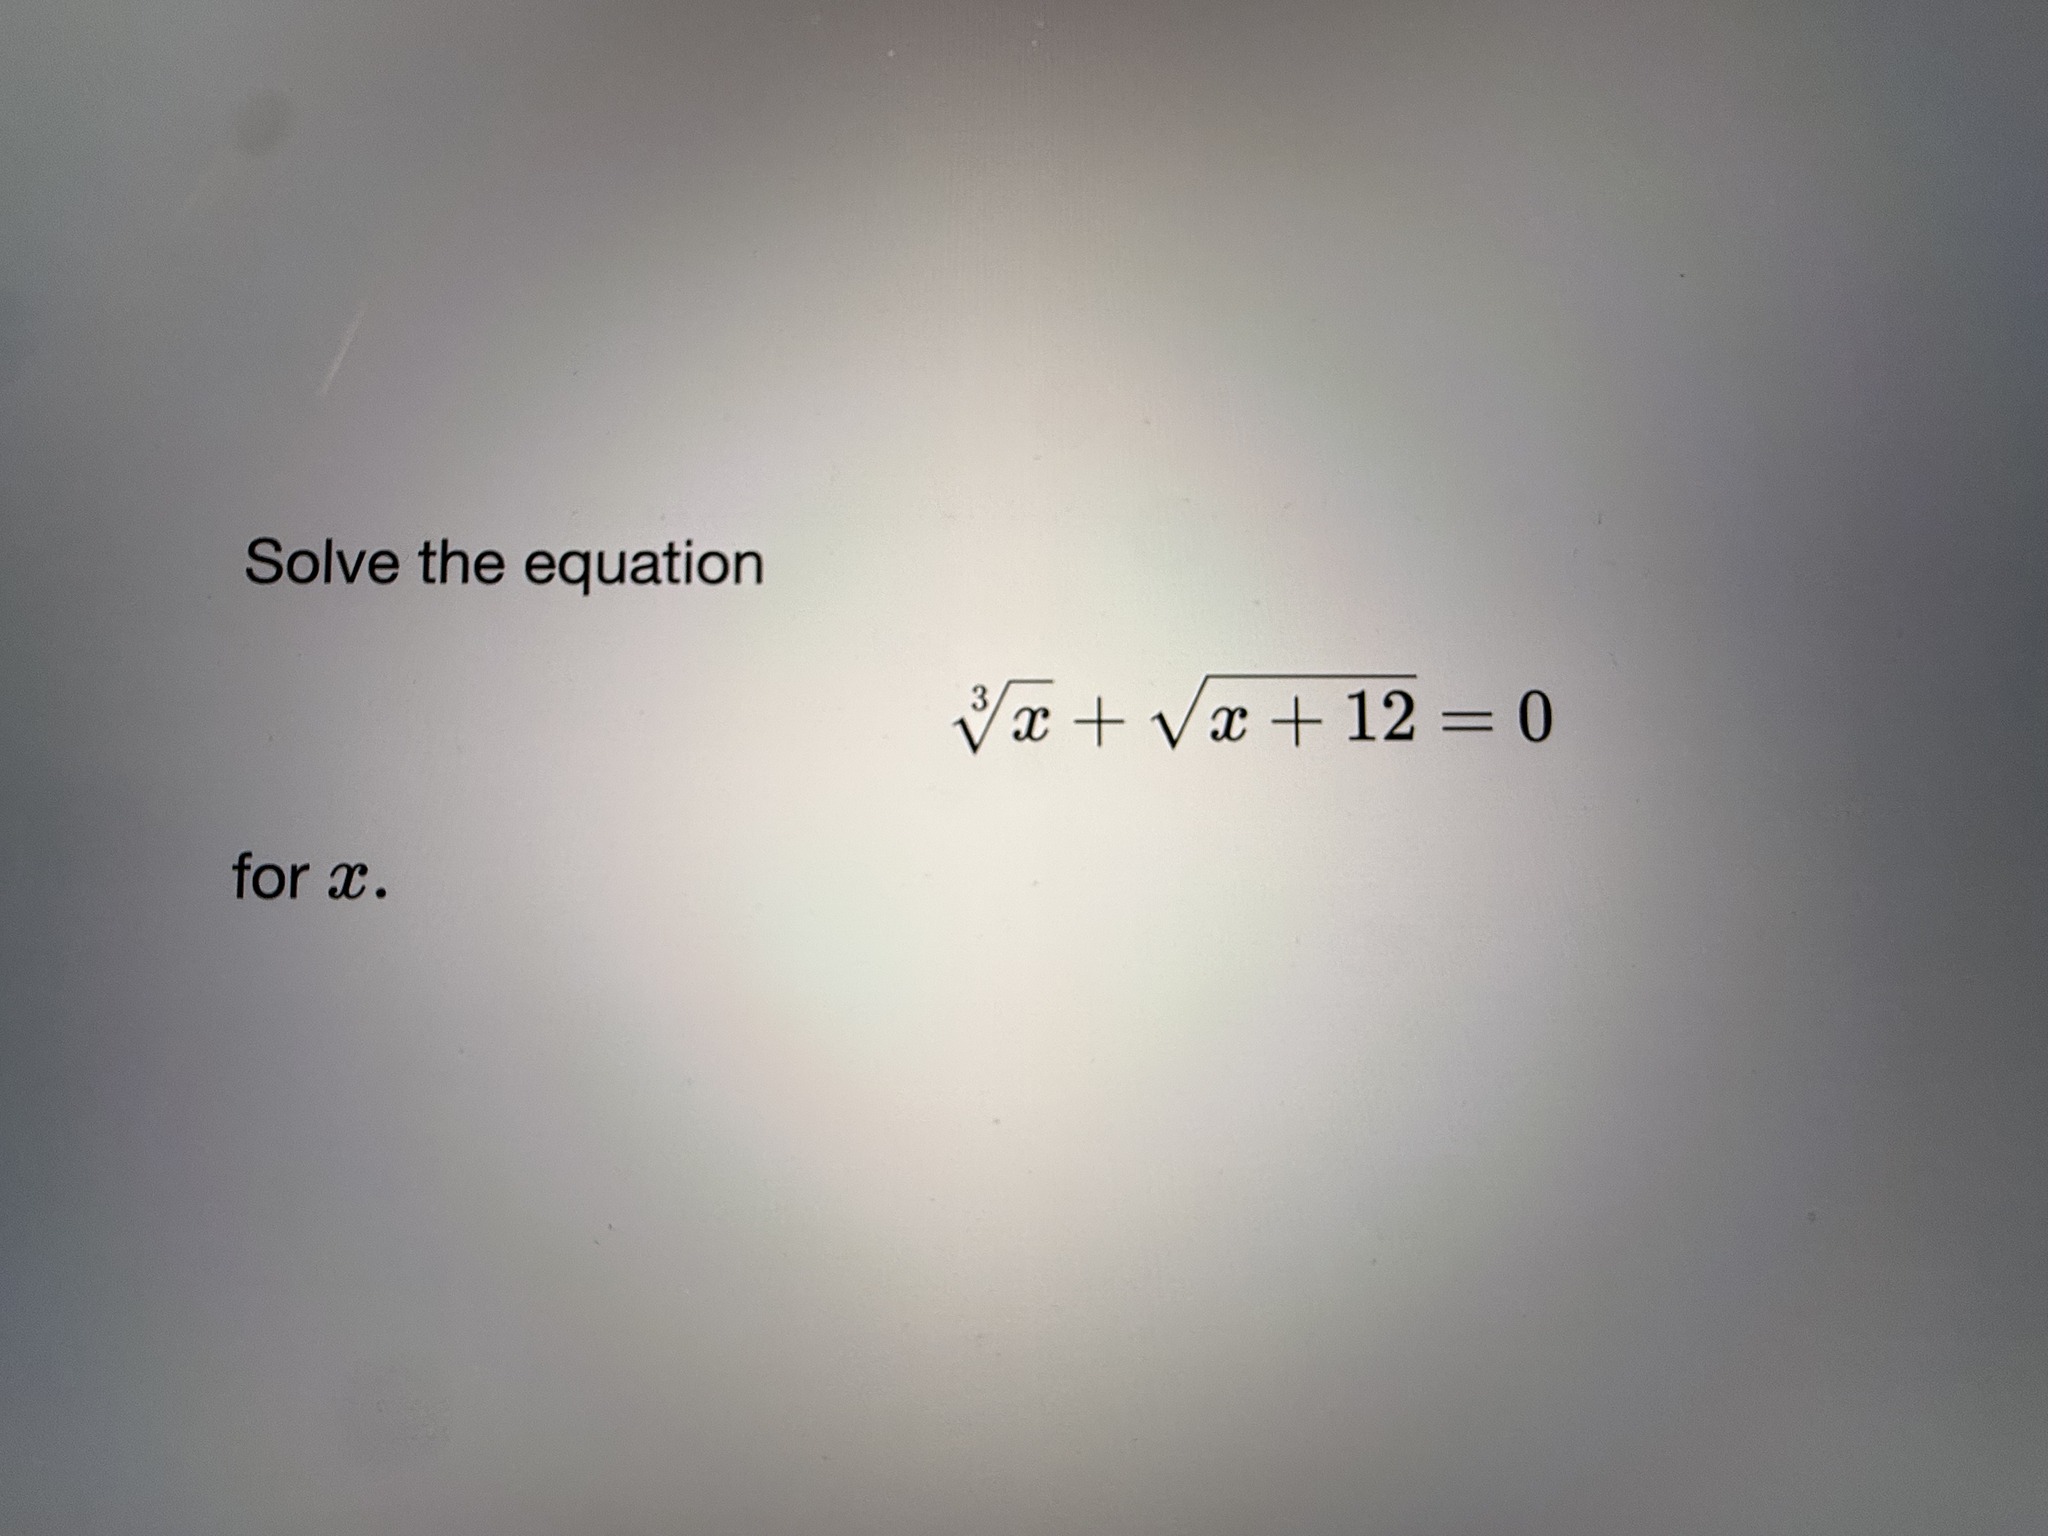 Solve the equation
∛x + √(x + 12) = 0
for x.